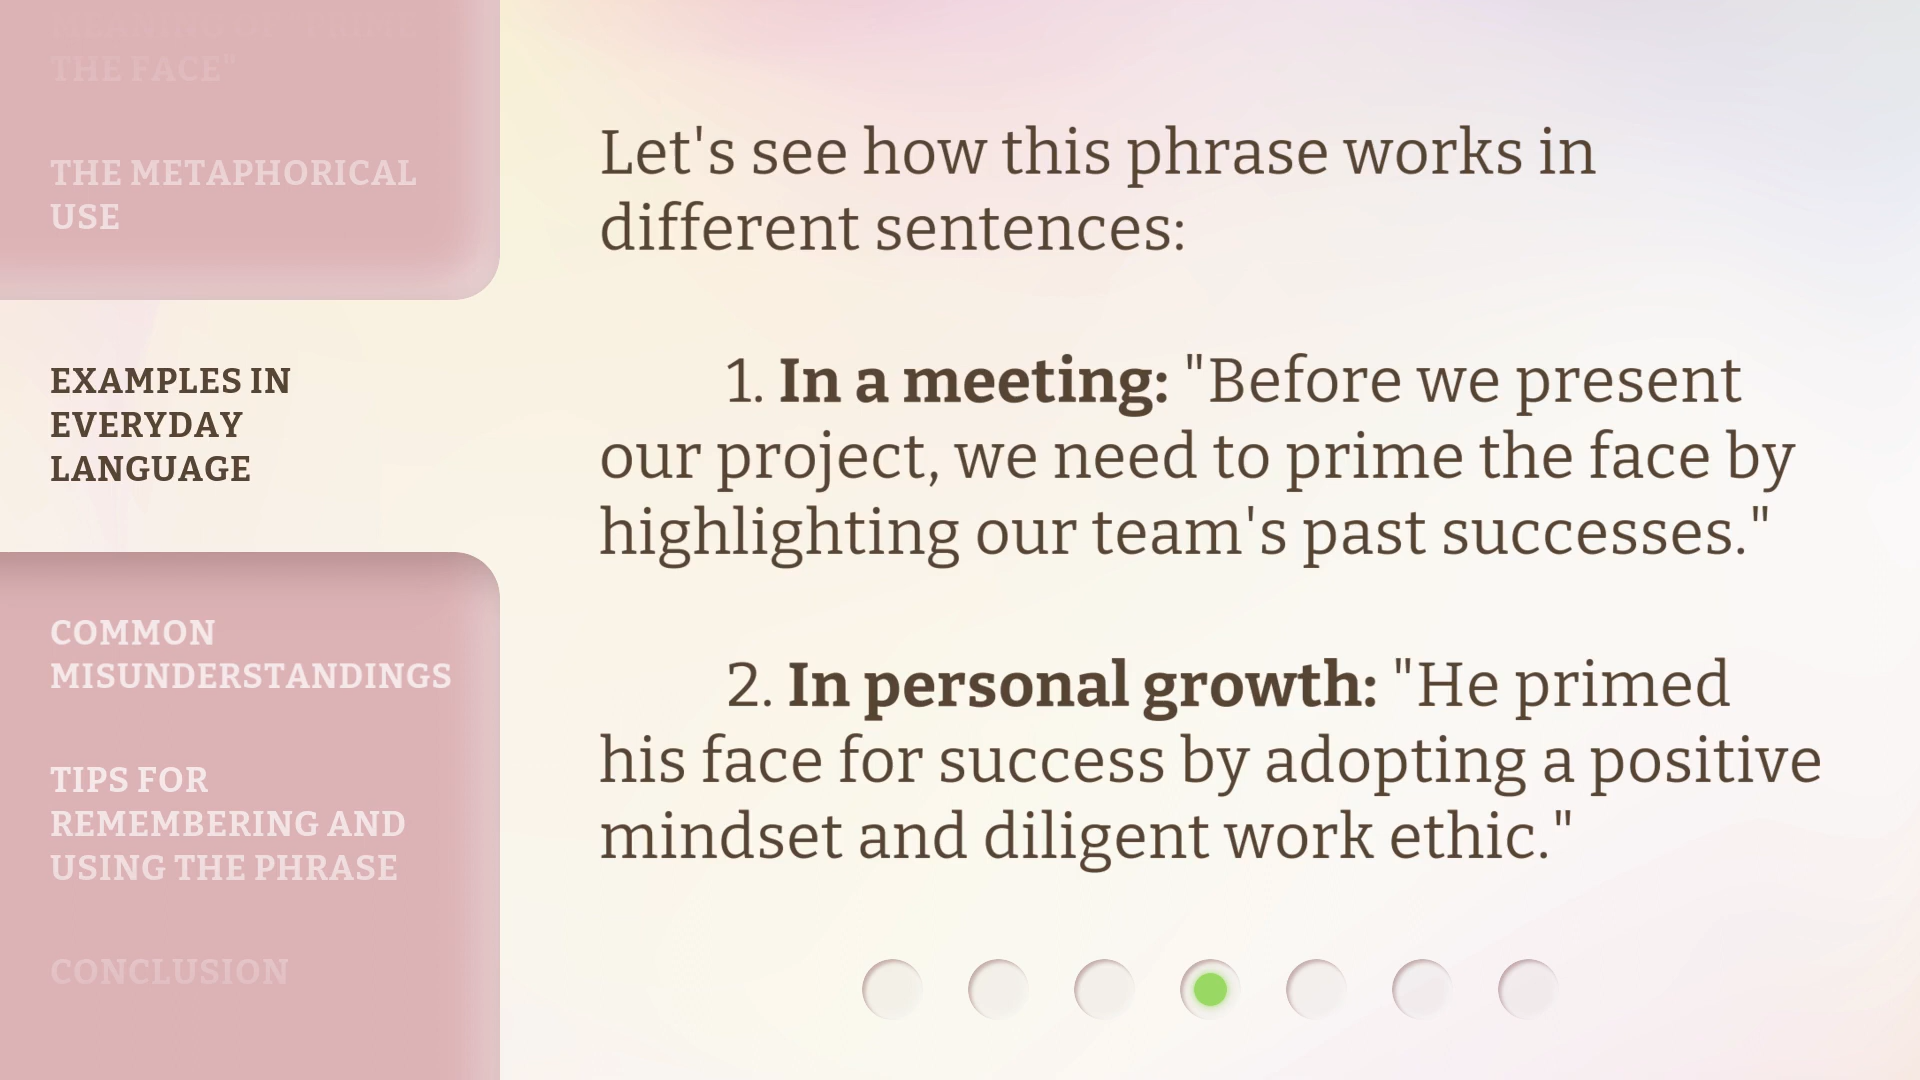 MEANING OF "PRIME
THE FACE"
THE METAPHORICAL
USE
EXAMPLES IN
EVERYDAY
LANGUAGE
COMMON
MISUNDERSTANDINGS
TIPS FOR
REMEMBERING AND
USING THE PHRASE
CONCLUSION
Let's see how this phrase works in
different sentences:
1. In a meeting: "Before we present
our project, we need to prime the face by
highlighting our team's past successes."
2. In personal growth: "He primed
his face for success by adopting a positive
mindset and diligent work ethic."